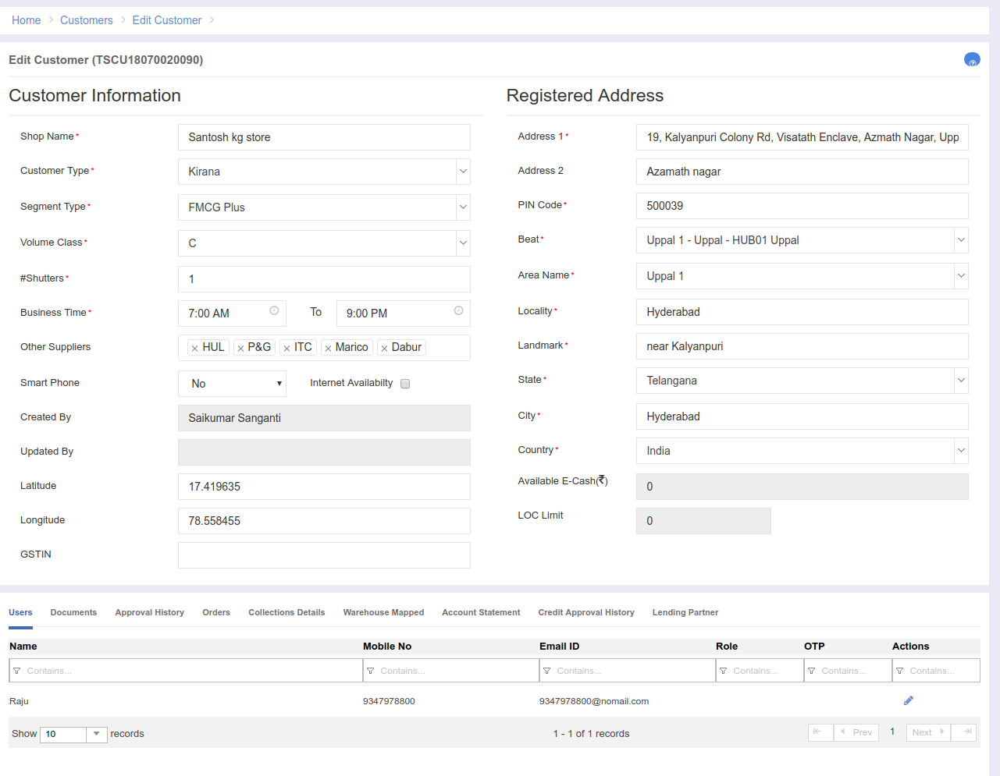 Home > Customers > Edit Customer >
Edit Customer (TSCU18070020090)
Customer Information
Shop Name* Santosh kg store
Customer Type* Kirana
Segment Type* FMCG Plus
Volume Class* C
#Shutters* 1
Business Time* 7:00 AM To 9:00 PM
Other Suppliers × HUL × P&G × ITC × Marico × Dabur
Smart Phone No Internet Availabilty
Created By Saikumar Sanganti
Updated By
Latitude 17.419635
Longitude 78.558455
GSTIN
Registered Address
Address 1* 19, Kalyanpuri Colony Rd, Visatath Enclave, Azmath Nagar, Upp
Address 2 Azamath nagar
PIN Code* 500039
Beat* Uppal 1 - Uppal - HUB01 Uppal
Area Name* Uppal 1
Locality* Hyderabad
Landmark* near Kalyanpuri
State* Telangana
City* Hyderabad
Country* India
Available E-Cash(₹) 0
LOC Limit 0
Users Documents Approval History Orders Collections Details Warehouse Mapped Account Statement Credit Approval History Lending Partner
Name Mobile No Email ID Role OTP Actions
Contains... Contains... Contains... Contains... Contains... Contains...
Raju 9347978800 9347978800@nomail.com
Show 10 records 1 - 1 of 1 records Prev 1 Next